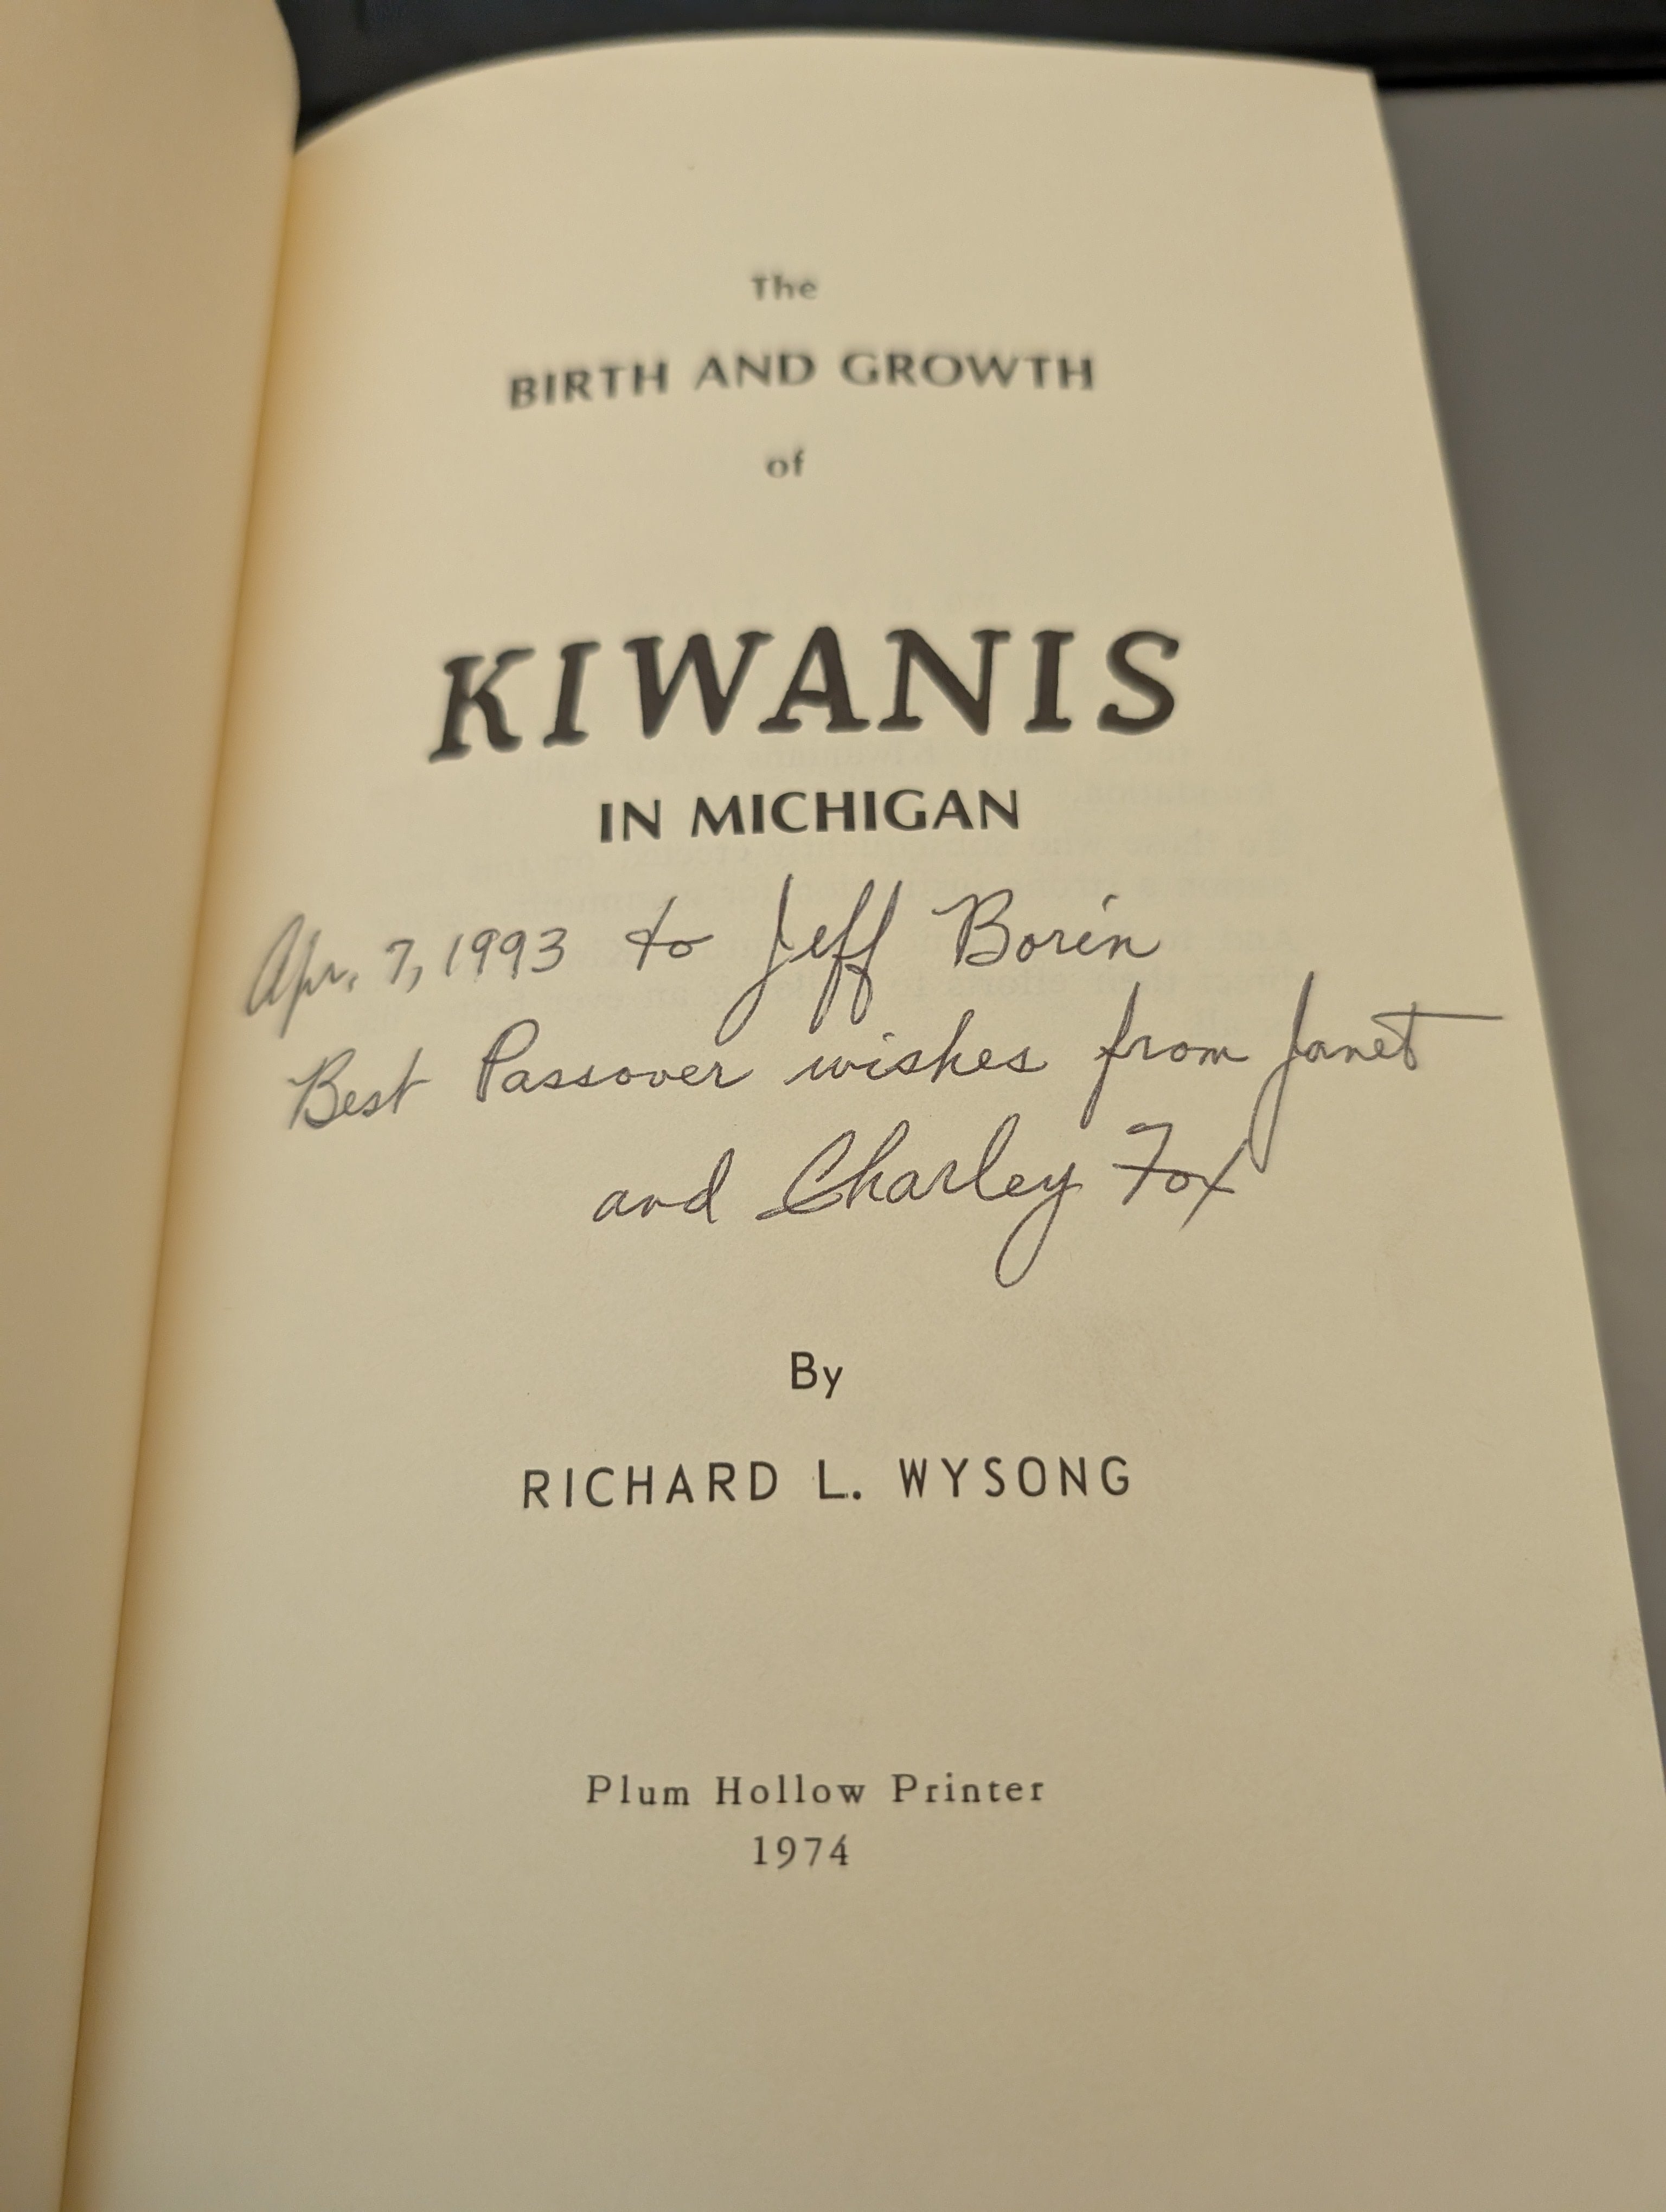 The
BIRTH AND GROWTH
of
KIWANIS
IN MICHIGAN
Apr. 7, 1993 to Jeff Borin
Best Passover wishes from Janet
and Charley Fox
By
RICHARD L. WYSONG
Plum Hollow Printer
1974